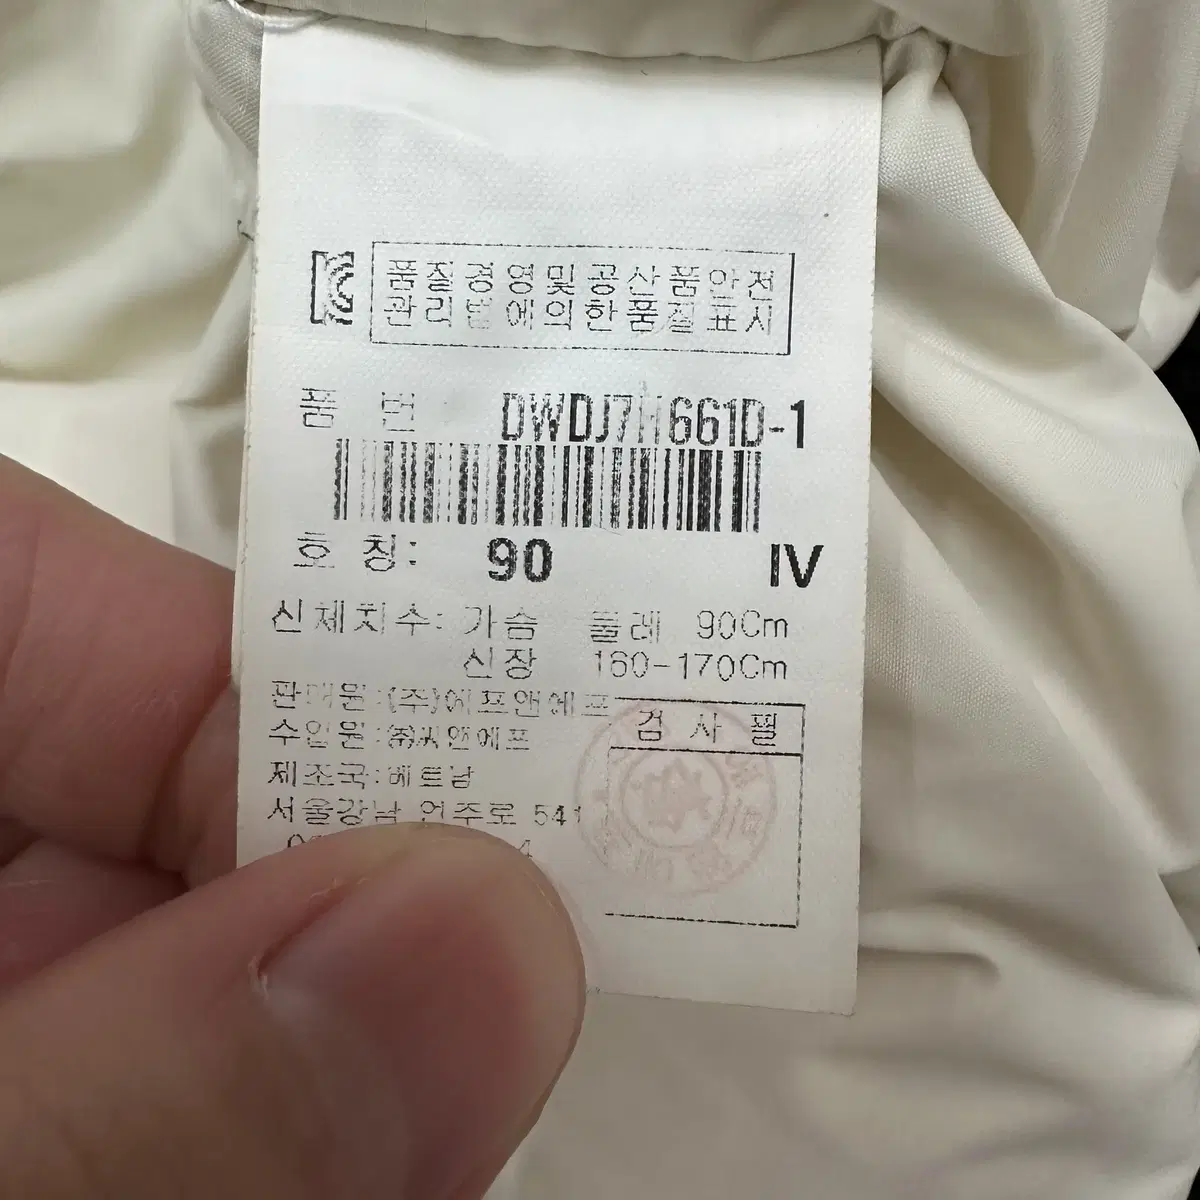 품질경영및공산품안전
관리법에의한품질표시
품 번 DWDJ7H661D-1
호 칭: 90 IV
신체치수: 가슴 둘레 90Cm
신장 160-170Cm
판매원:(주)에프앤에프
수입원:㈜씨앤에프
검 사 필
제조국:베트남
서울강남 언주로 541